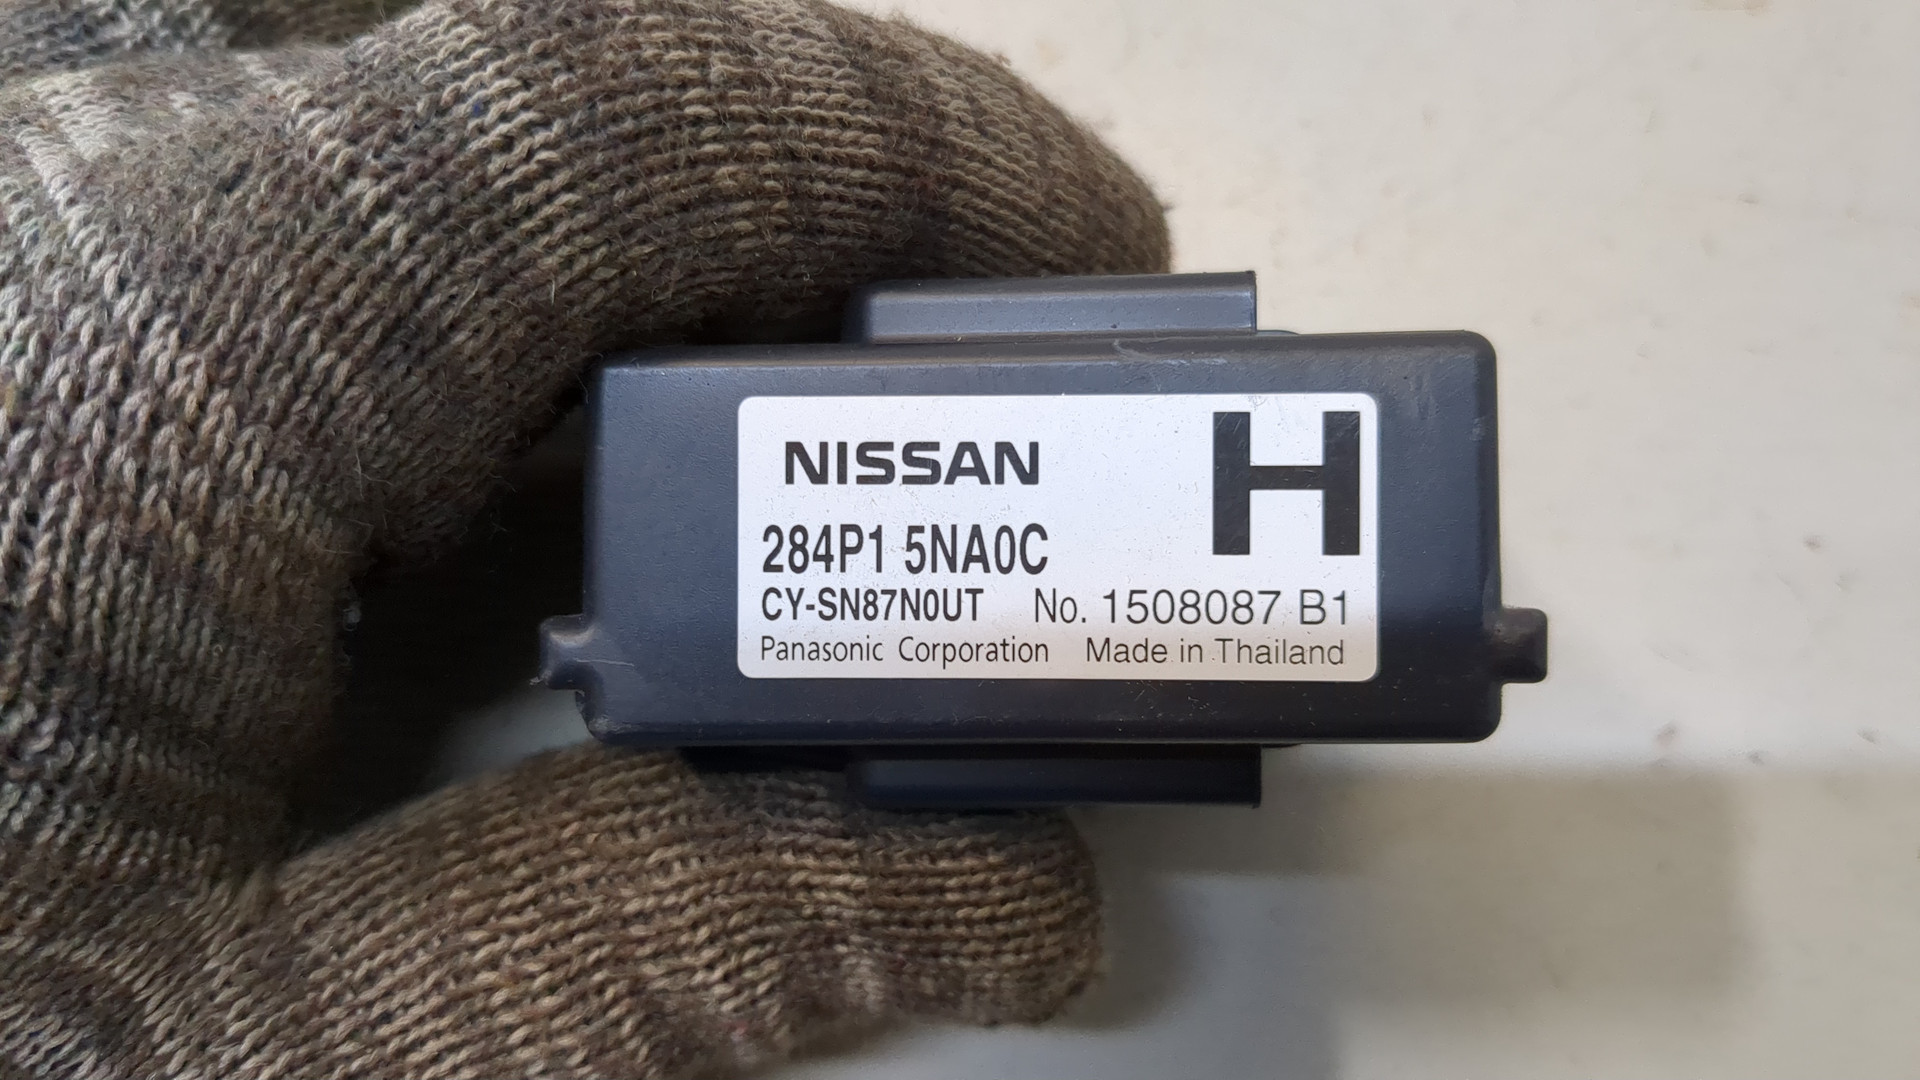 NISSAN H
284P1 5NA0C
CY-SN87N0UT No. 1508087 B1
Panasonic Corporation Made in Thailand